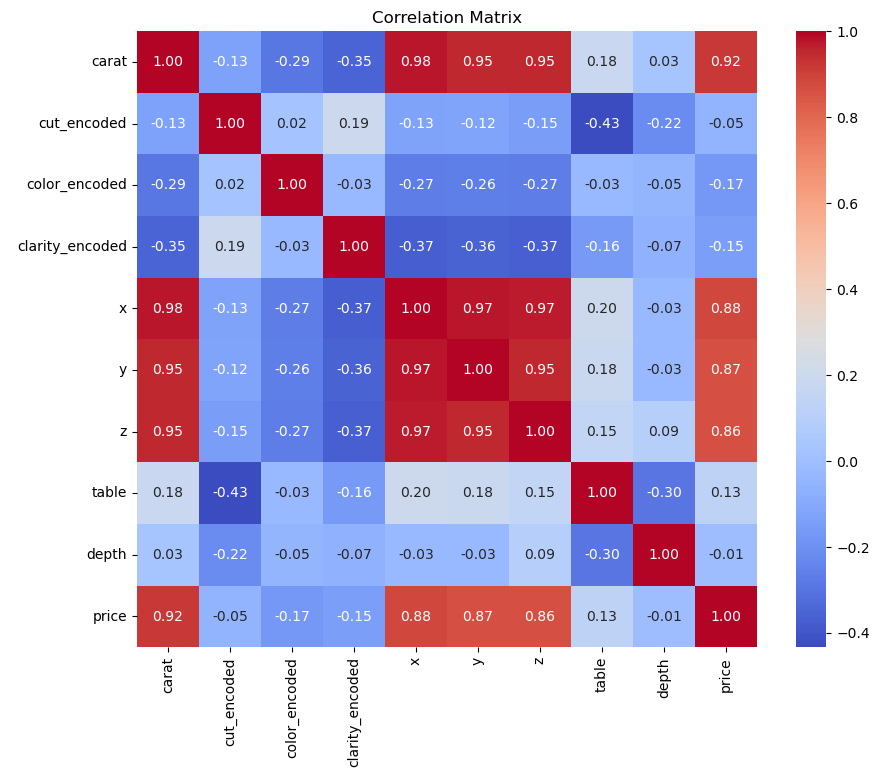 Correlation Matrix
carat 1.00 -0.13 -0.29 -0.35 0.98 0.95 0.95 0.18 0.03 0.92
cut_encoded -0.13 1.00 0.02 0.19 -0.13 -0.12 -0.15 -0.43 -0.22 -0.05
color_encoded -0.29 0.02 1.00 -0.03 -0.27 -0.26 -0.27 -0.03 -0.05 -0.17
clarity_encoded -0.35 0.19 -0.03 1.00 -0.37 -0.36 -0.37 -0.16 -0.07 -0.15
x 0.98 -0.13 -0.27 -0.37 1.00 0.97 0.97 0.20 -0.03 0.88
y 0.95 -0.12 -0.26 -0.36 0.97 1.00 0.95 0.18 -0.03 0.87
z 0.95 -0.15 -0.27 -0.37 0.97 0.95 1.00 0.15 0.09 0.86
table 0.18 -0.43 -0.03 -0.16 0.20 0.18 0.15 1.00 -0.30 0.13
depth 0.03 -0.22 -0.05 -0.07 -0.03 -0.03 0.09 -0.30 1.00 -0.01
price 0.92 -0.05 -0.17 -0.15 0.88 0.87 0.86 0.13 -0.01 1.00
carat cut_encoded color_encoded clarity_encoded x y z table depth price
1.0
0.8
0.6
0.4
0.2
0.0
−0.2
−0.4